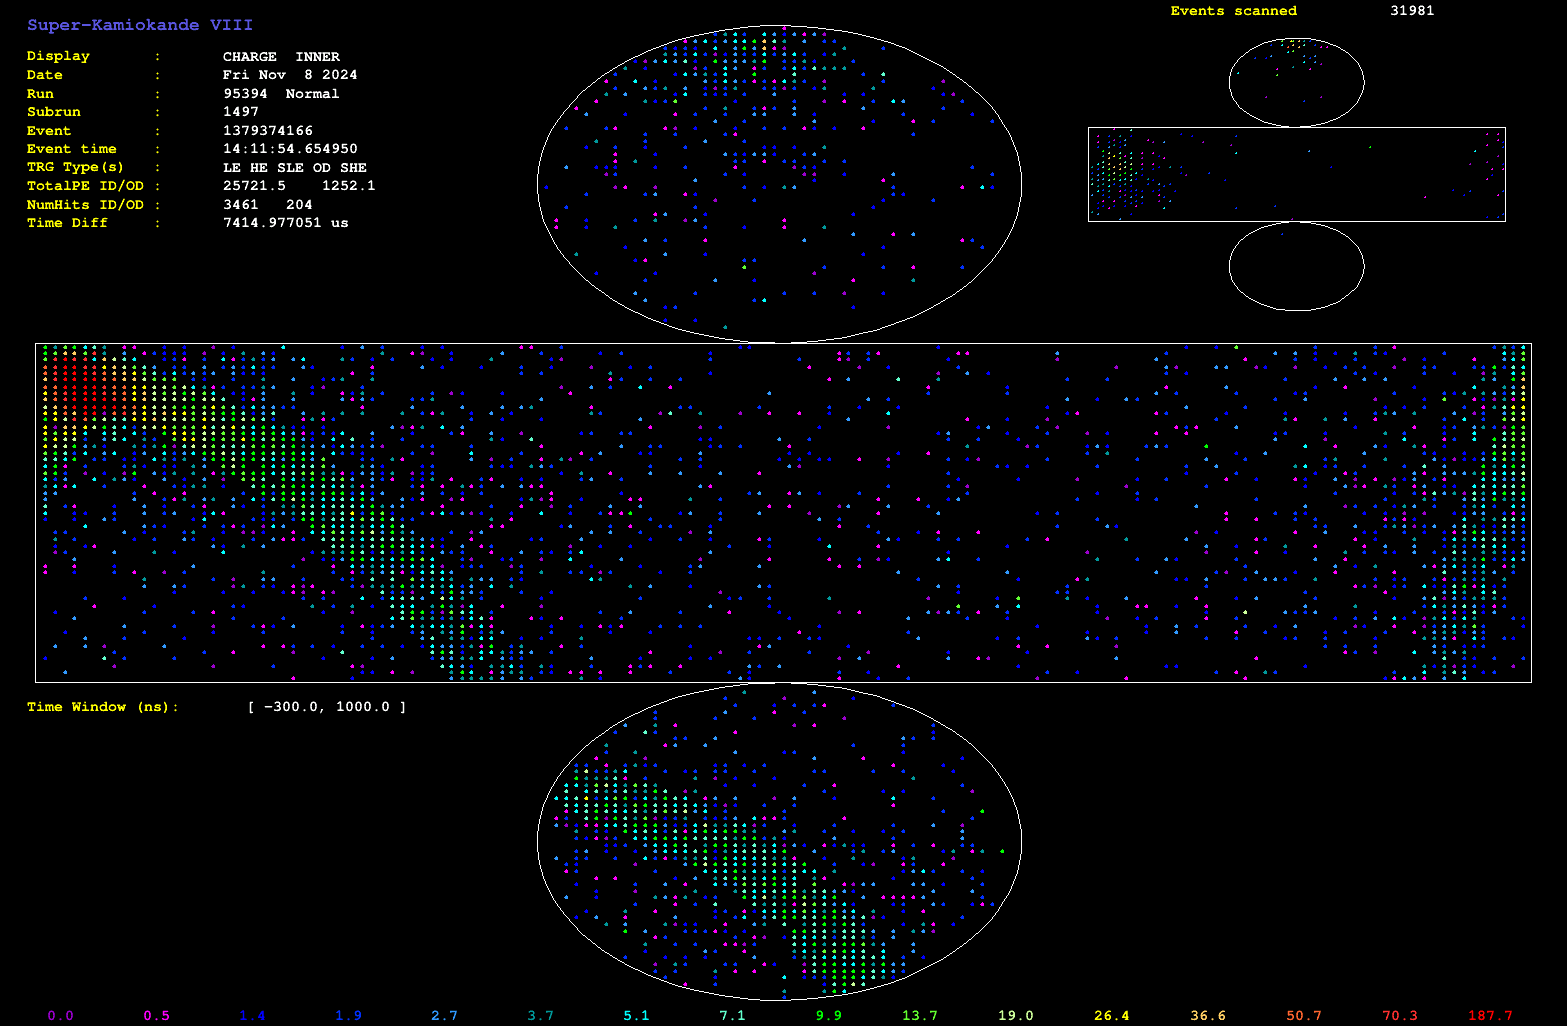 Super-Kamiokande VIII
Events scanned 31981
Display : CHARGE INNER
Date : Fri Nov 8 2024
Run : 95394 Normal
Subrun : 1497
Event : 1379374166
Event time : 14:11:54.654950
TRG Type(s) : LE HE SLE OD SHE
TotalPE ID/OD : 25721.5 1252.1
NumHits ID/OD : 3461 204
Time Diff : 7414.977051 us
Time Window (ns): [ -300.0, 1000.0 ]
0.0 0.5 1.4 1.9 2.7 3.7 5.1 7.1 9.9 13.7 19.0 26.4 36.6 50.7 70.3 187.7